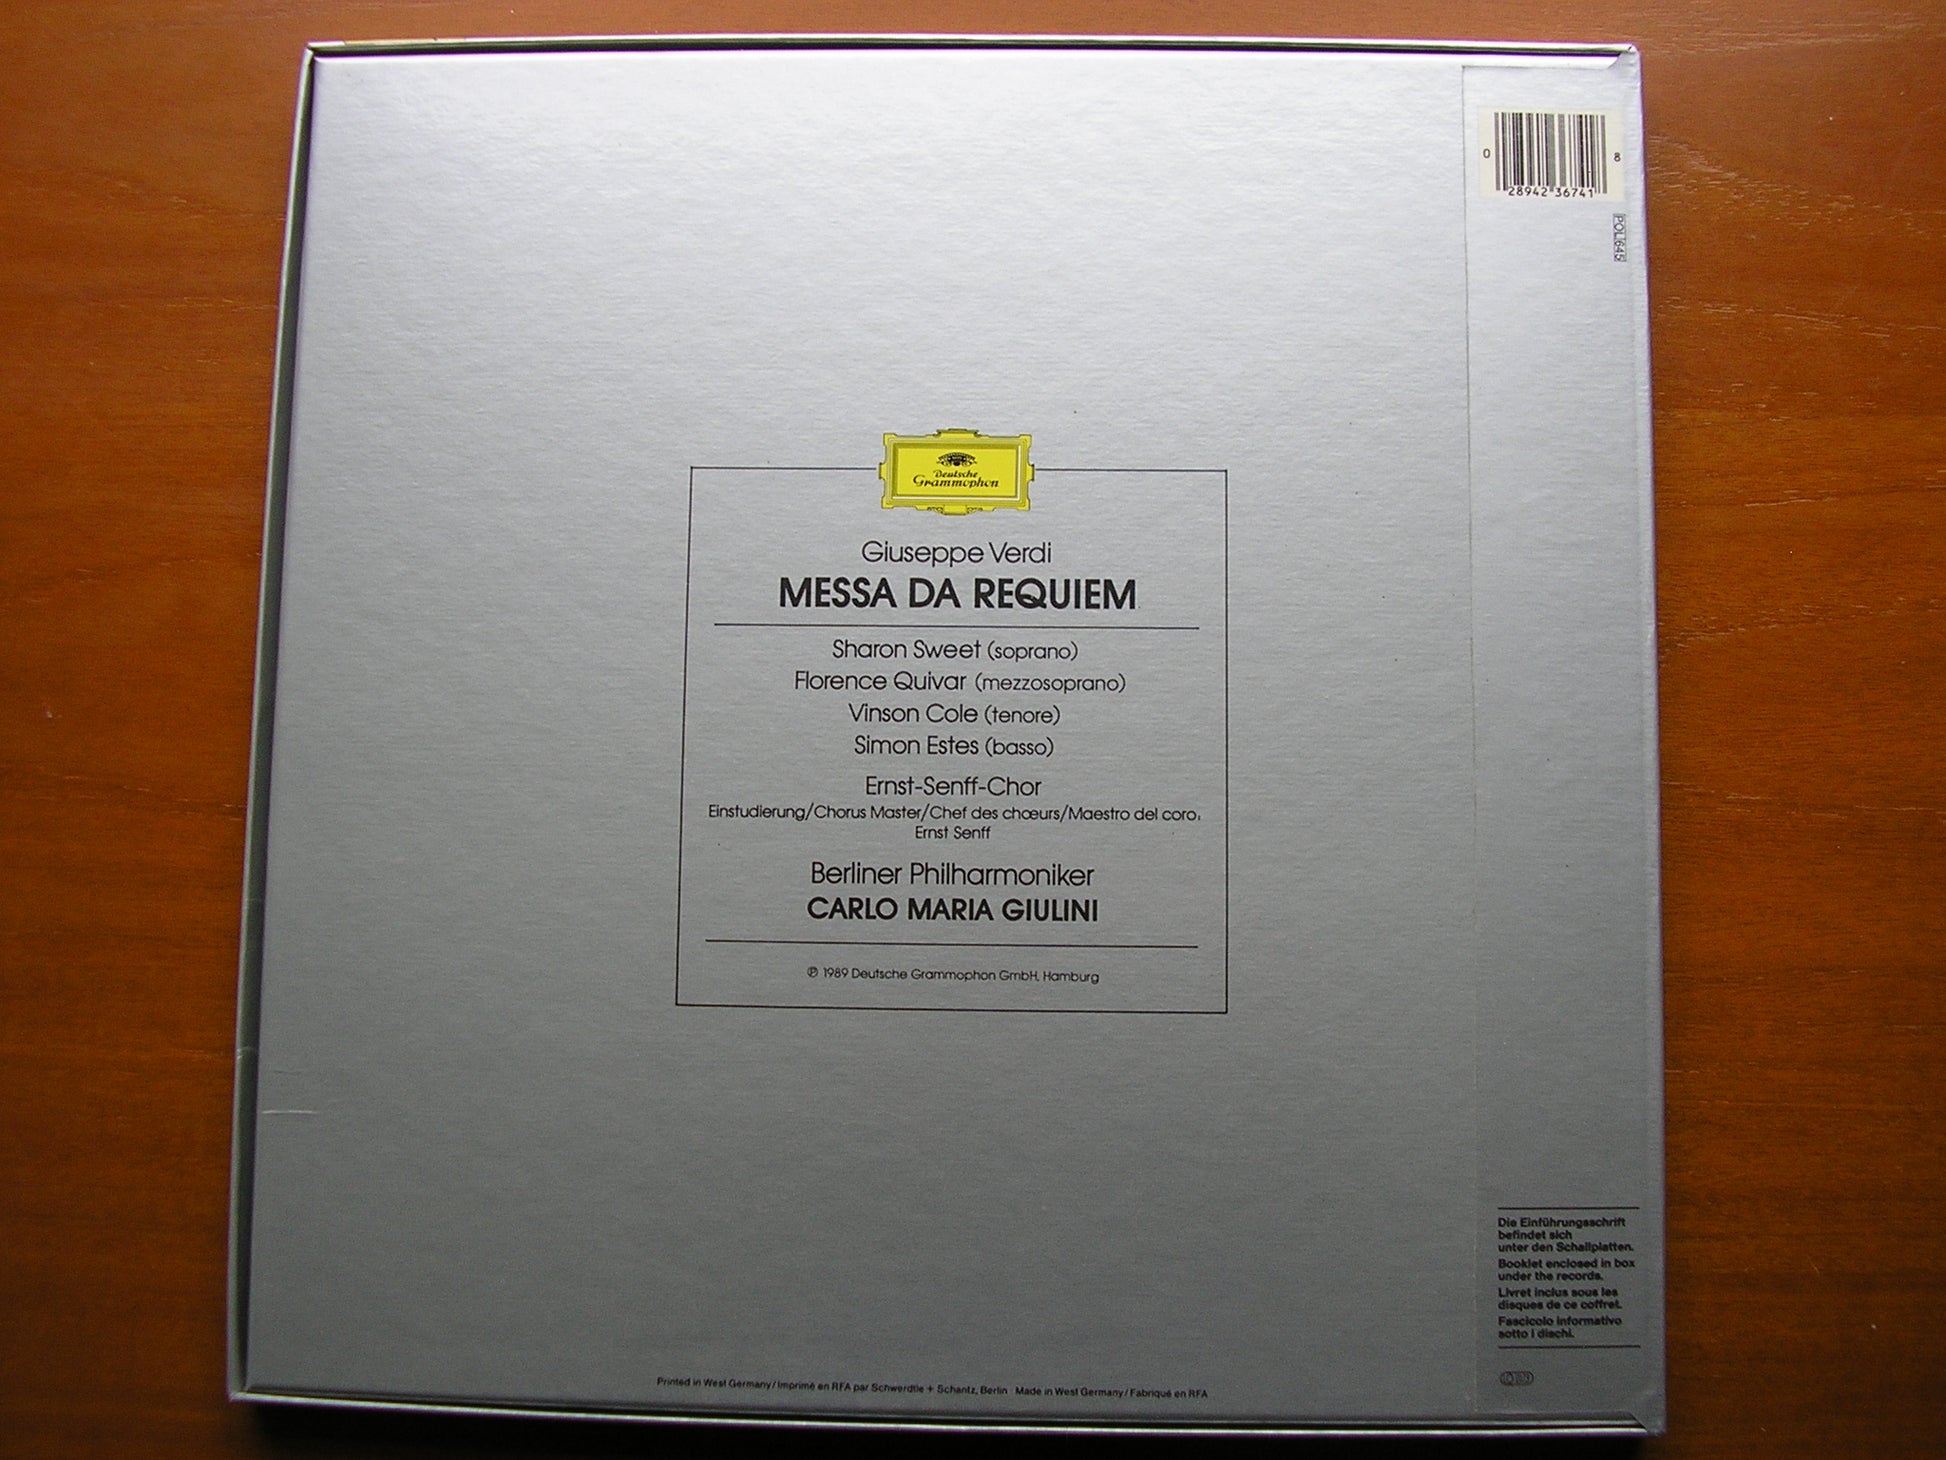 0 28942 36741 8
POL 645
Deutsche
Grammophon
Giuseppe Verdi
MESSA DA REQUIEM
Sharon Sweet (soprano)
Florence Quivar (mezzosoprano)
Vinson Cole (tenore)
Simon Estes (basso)
Ernst-Senff-Chor
Einstudierung/Chorus Master/Chef des chœurs/Maestro del coro:
Ernst Senff
Berliner Philharmoniker
CARLO MARIA GIULINI
℗ 1989 Deutsche Grammophon GmbH, Hamburg
Die Einführungsschrift
befindet sich
unter den Schallplatten.
Booklet enclosed in box
under the records.
Livret inclus sous les
disques de ce coffret.
Fascicolo informativo
sotto i dischi.
Printed in West Germany/Imprimé en RFA par Schwerdtle + Schantz, Berlin · Made in West Germany/Fabriqué en RFA